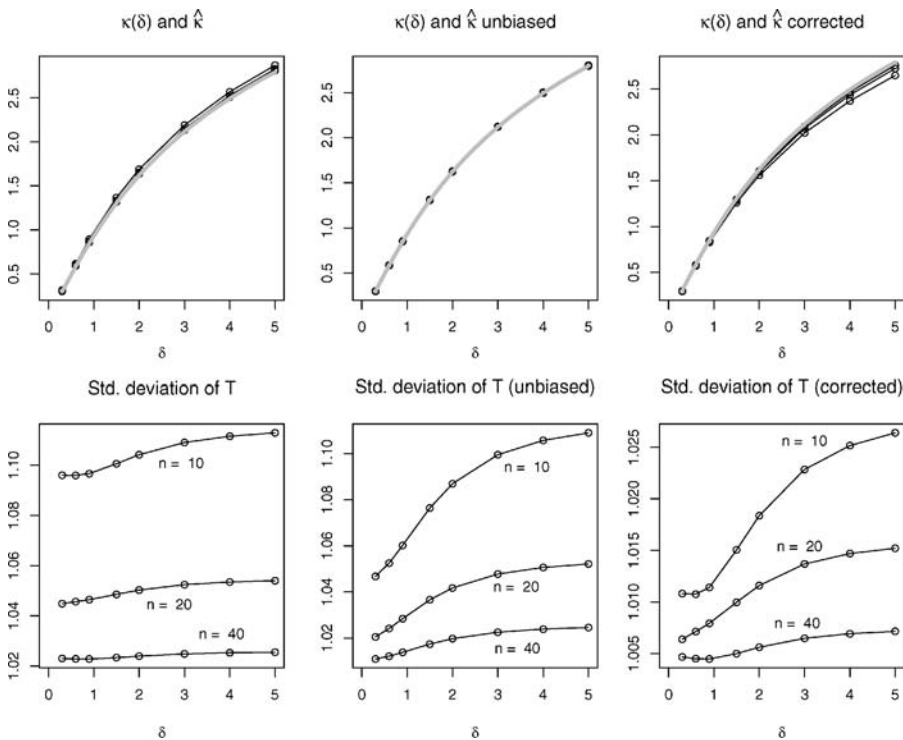 κ(δ) and κ̂
κ(δ) and κ̂ unbiased
κ(δ) and κ̂ corrected
0.5 1.0 1.5 2.0 2.5
0 1 2 3 4 5
δ
0.5 1.0 1.5 2.0 2.5
0 1 2 3 4 5
δ
0.5 1.0 1.5 2.0 2.5
0 1 2 3 4 5
δ
Std. deviation of T
Std. deviation of T (unbiased)
Std. deviation of T (corrected)
1.02 1.04 1.06 1.08 1.10
n = 10
n = 20
n = 40
0 1 2 3 4 5
δ
1.02 1.04 1.06 1.08 1.10
n = 10
n = 20
n = 40
0 1 2 3 4 5
δ
1.005 1.010 1.015 1.020 1.025
n = 10
n = 20
n = 40
0 1 2 3 4 5
δ